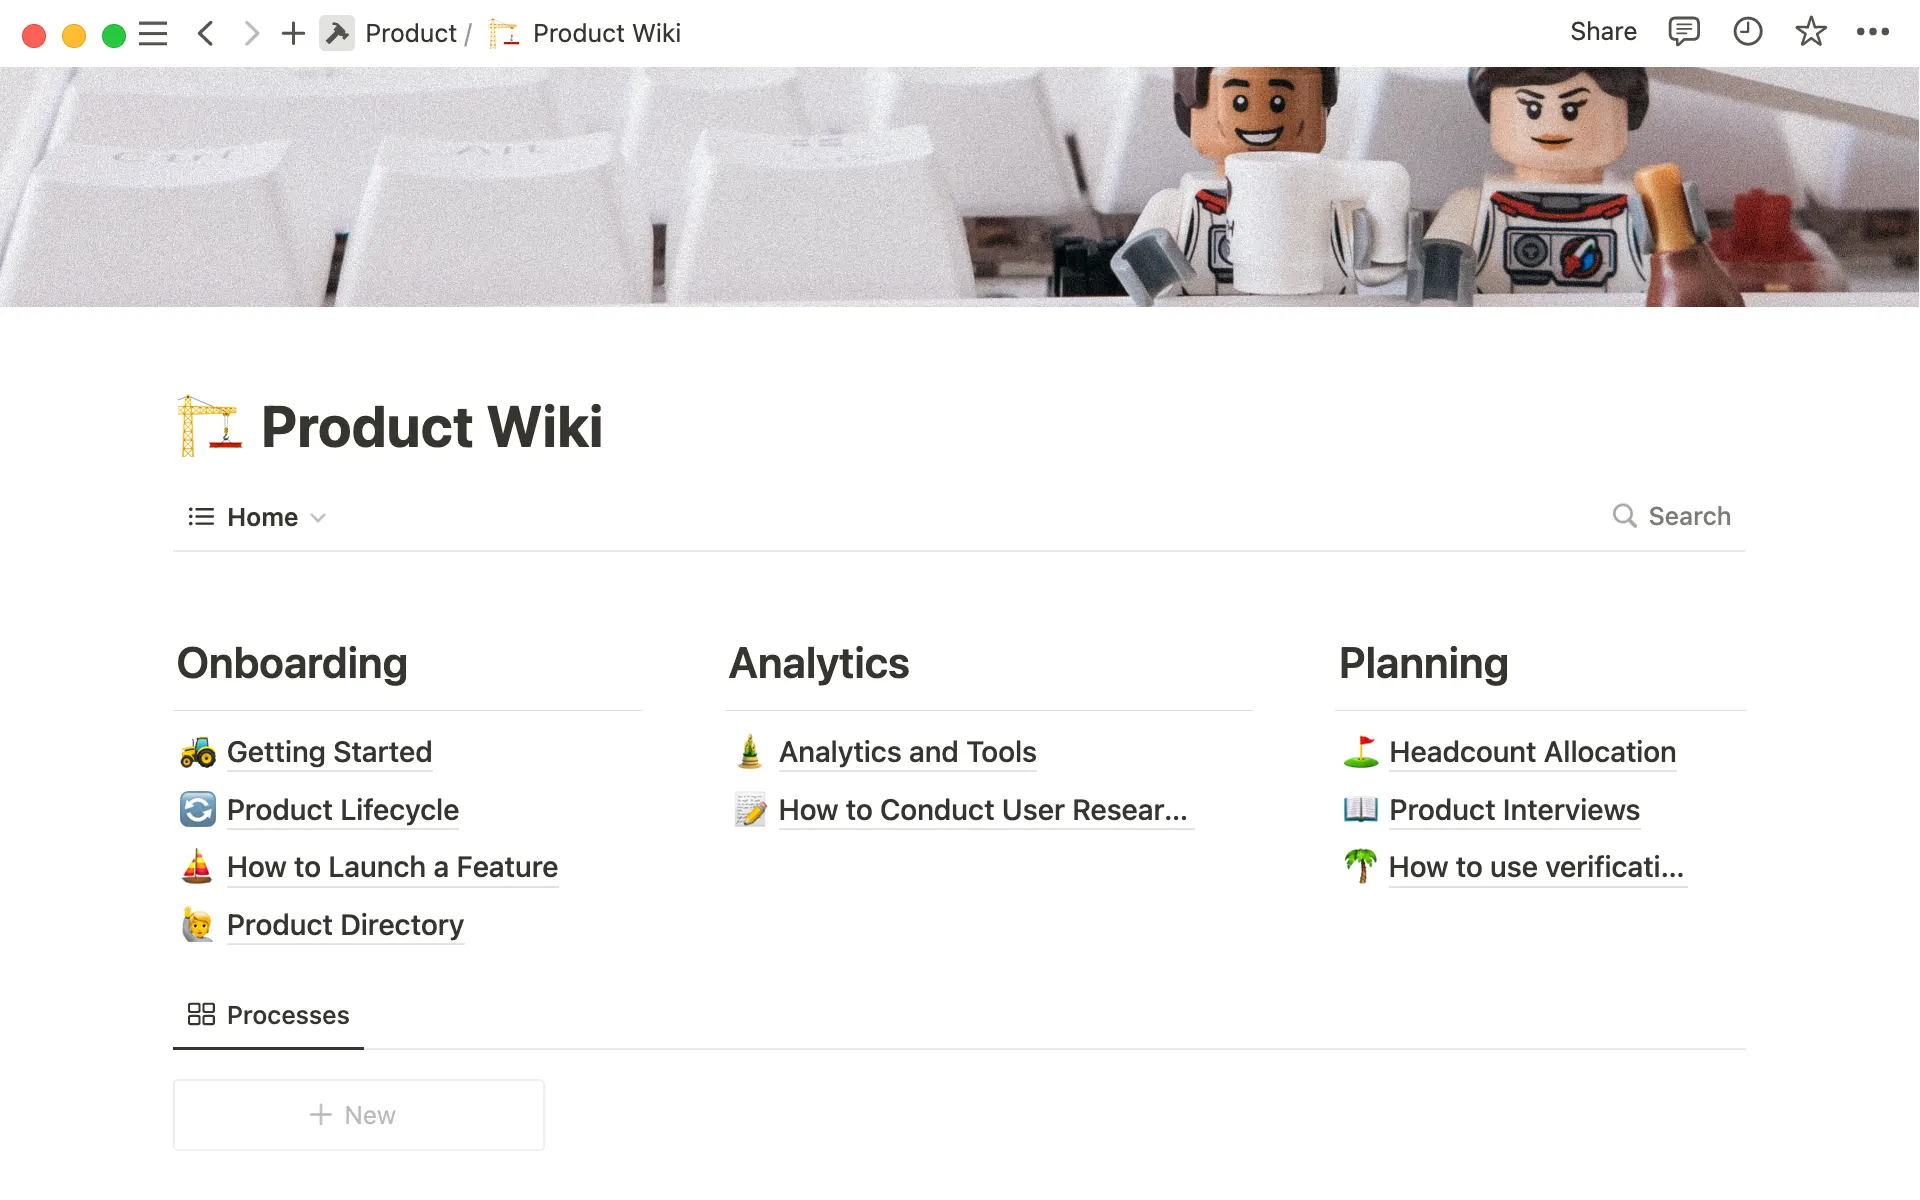 Product / Product Wiki
Share
Ctrl
Alt
Product Wiki
Home
Search
Onboarding
Getting Started
Product Lifecycle
How to Launch a Feature
Product Directory
Analytics
Analytics and Tools
How to Conduct User Resear...
Planning
Headcount Allocation
Product Interviews
How to use verificati...
Processes
New